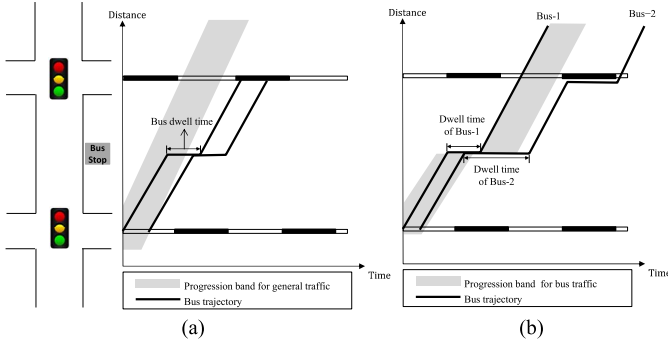 Distance
Bus
Stop
Bus dwell time
Time
Progression band for general traffic
Bus trajectory
(a)
Distance
Bus-1
Bus−2
Dwell time
of Bus-1
Dwell time
of Bus-2
Time
Progression band for bus traffic
Bus trajectory
(b)